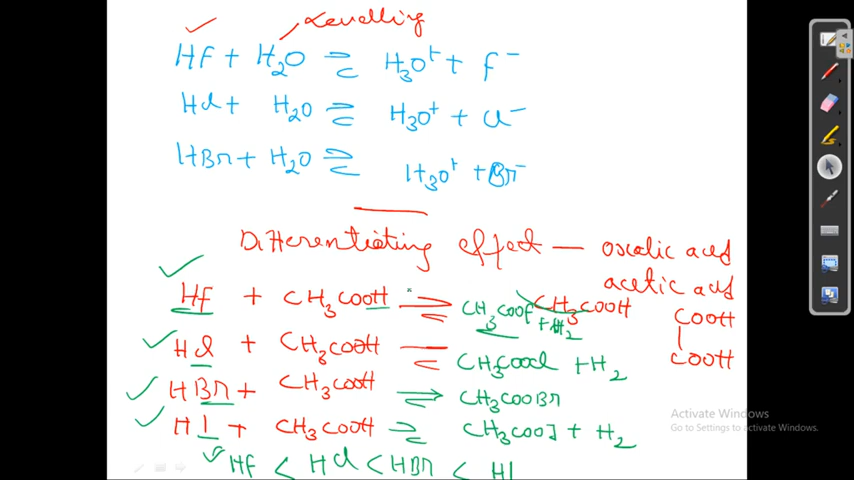 Levelling
HF + H₂O ⇌ H₃O⁺ + F⁻
HCl + H₂O ⇌ H₃O⁺ + Cl⁻
HBr + H₂O ⇌ H₃O⁺ + Br⁻
Differentiating effect — oscalic acid
acetic acid
HF + CH₃COOH ⇌ CH₃COOF + H₂ CH₃COOH
COOH
|
COOH
HCl + CH₃COOH ⇌ CH₃COOCl + H₂
HBr + CH₃COOH ⇌ CH₃COOBr
HI + CH₃COOH ⇌ CH₃COOI + H₂
HF < HCl < HBr < HI
Activate Windows
Go to Settings to activate Windows.